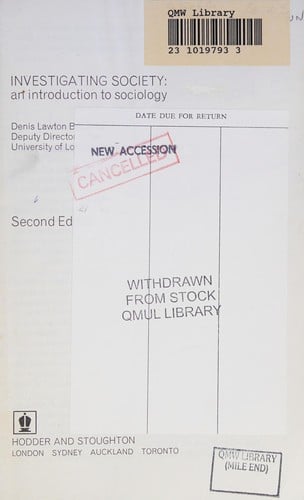 QMW Library
23 1019793 3
INVESTIGATING SOCIETY:
an introduction to sociology
DATE DUE FOR RETURN
Denis Lawton B
Deputy Directo
University of Lo
NEW ACCESSION
CANCELLED
Second Ed
WITHDRAWN
FROM STOCK
QMUL LIBRARY
HODDER AND STOUGHTON
LONDON SYDNEY AUCKLAND TORONTO
QMW LIBRARY
(MILE END)